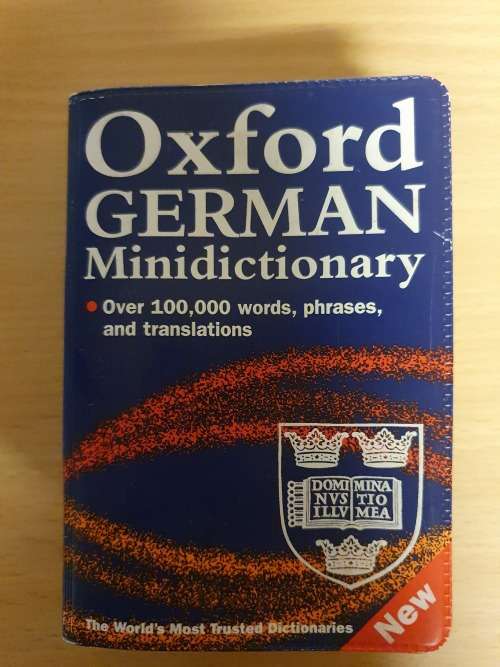 Oxford
GERMAN
Minidictionary
Over 100,000 words, phrases,
and translations
DOMI MINA
NVS TIO
ILLV MEA
The World's Most Trusted Dictionaries
New